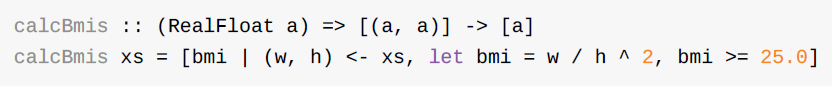 calcBmis :: (RealFloat a) => [(a, a)] -> [a]
calcBmis xs = [bmi | (w, h) <- xs, let bmi = w / h ^ 2, bmi >= 25.0]